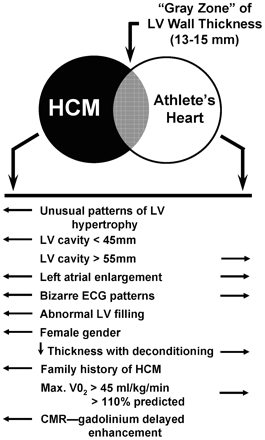 “Gray Zone” of
LV Wall Thickness
(13-15 mm)
HCM
Athlete's
Heart
Unusual patterns of LV
hypertrophy
LV cavity < 45mm
LV cavity > 55mm
Left atrial enlargement
Bizarre ECG patterns
Abnormal LV filling
Female gender
Thickness with deconditioning
Family history of HCM
Max. V02 > 45 ml/kg/min
> 110% predicted
CMR—gadolinium delayed
enhancement